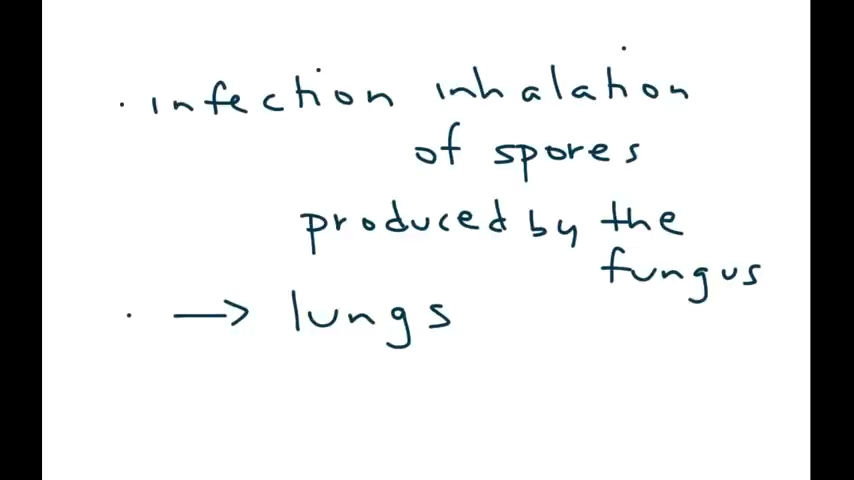 . infection inhalation
of spores
produced by the
fungus
. → lungs